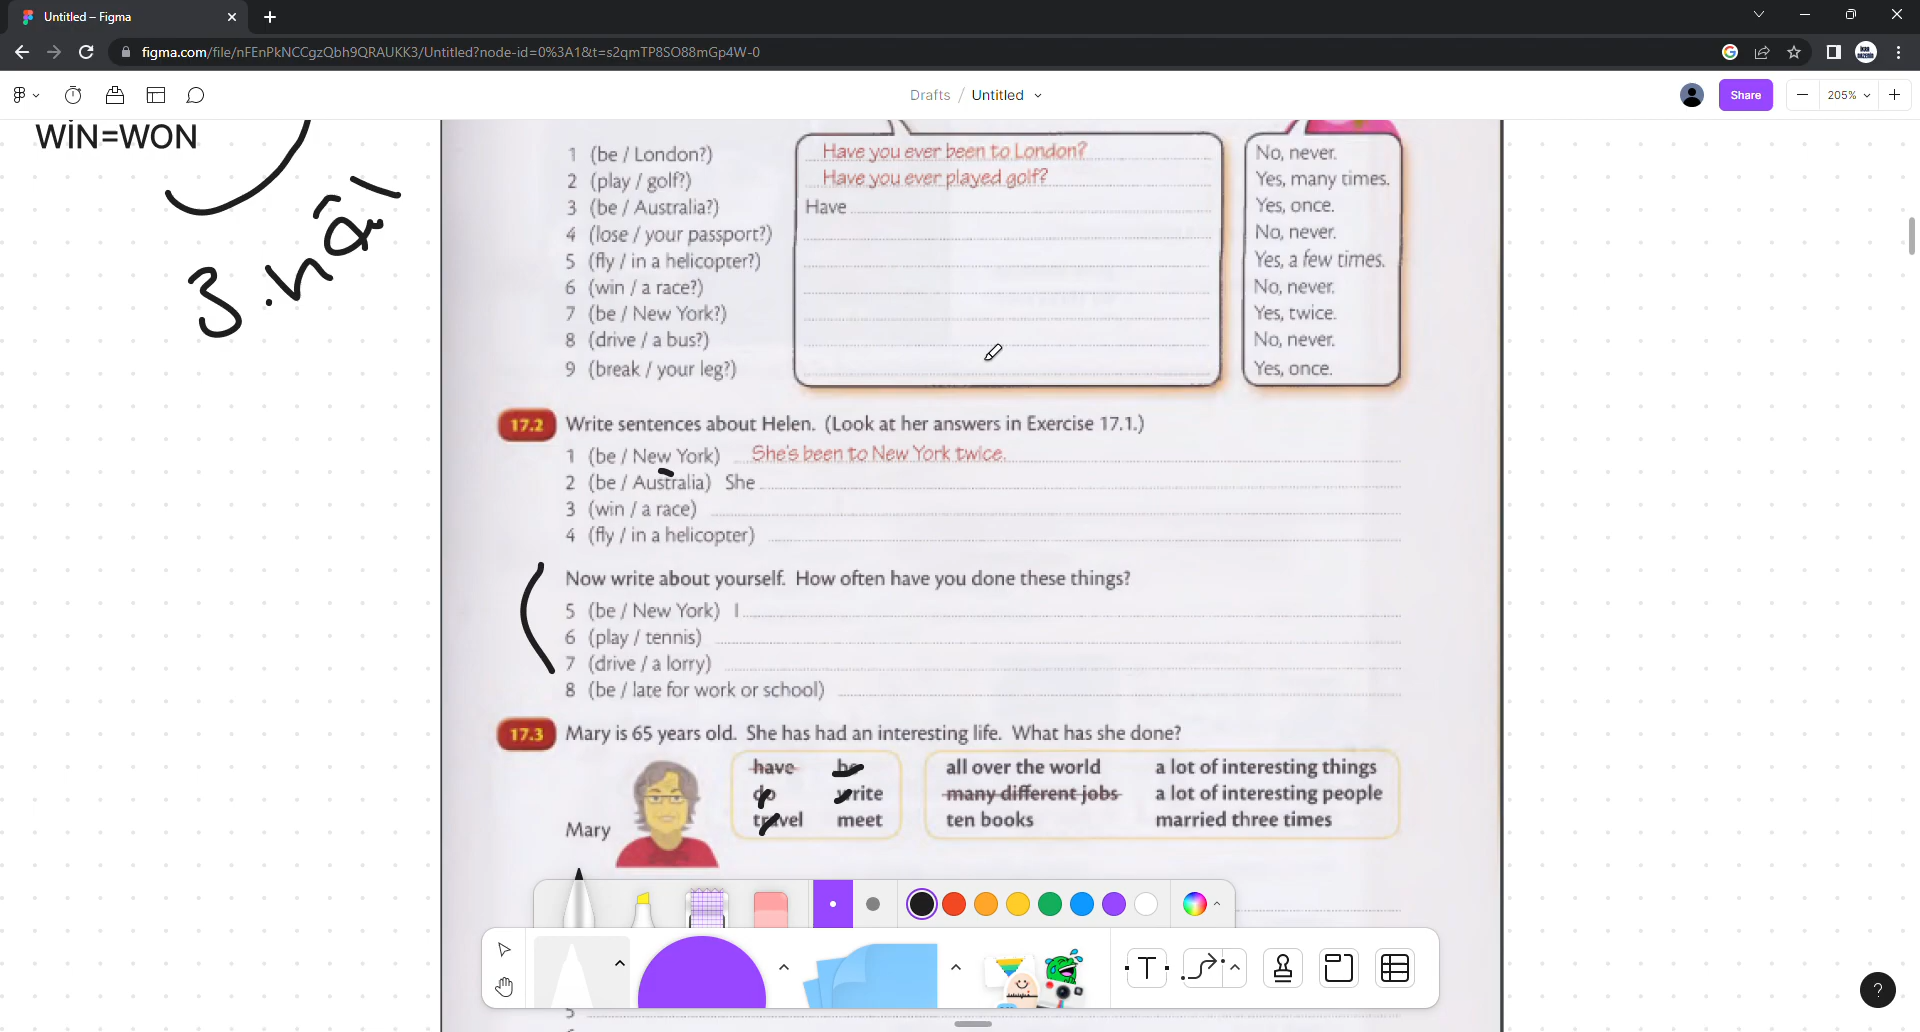 Untitled – Figma
figma.com/file/nFEnPkNCCgzQbh9QRAUKK3/Untitled?node-id=0%3A1&t=s2qmTP8SO88mGp4W-0
Drafts / Untitled
Share
205%
WİN=WON
3.
1 (be / London?) Have you ever been to London? No, never.
2 (play / golf?) Have you ever played golf? Yes, many times.
3 (be / Australia?) Have Yes, once.
4 (lose / your passport?) No, never.
5 (fly / in a helicopter?) Yes, a few times.
6 (win / a race?) No, never.
7 (be / New York?) Yes, twice.
8 (drive / a bus?) No, never.
9 (break / your leg?) Yes, once.
17.2 Write sentences about Helen. (Look at her answers in Exercise 17.1.)
1 (be / New York) She's been to New York twice.
2 (be / Australia) She
3 (win / a race)
4 (fly / in a helicopter)
Now write about yourself. How often have you done these things?
5 (be / New York) I
6 (play / tennis)
7 (drive / a lorry)
8 (be / late for work or school)
17.3 Mary is 65 years old. She has had an interesting life. What has she done?
have be all over the world a lot of interesting things
do write many different jobs a lot of interesting people
travel meet ten books married three times
Mary
T
?
5